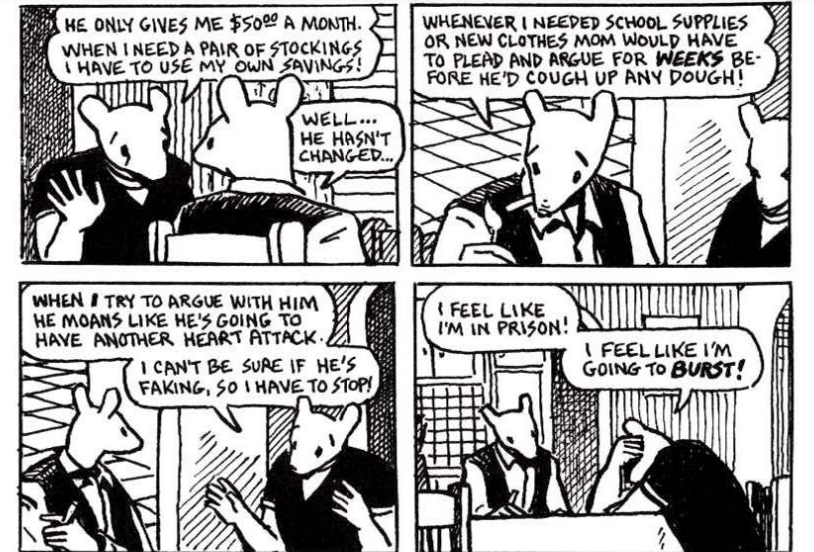 HE ONLY GIVES ME $50⁰⁰ A MONTH.
WHEN I NEED A PAIR OF STOCKINGS
I HAVE TO USE MY OWN SAVINGS!
WELL...
HE HASN'T
CHANGED...
WHENEVER I NEEDED SCHOOL SUPPLIES
OR NEW CLOTHES MOM WOULD HAVE
TO PLEAD AND ARGUE FOR WEEKS BE-
FORE HE'D COUGH UP ANY DOUGH!
WHEN I TRY TO ARGUE WITH HIM
HE MOANS LIKE HE'S GOING TO
HAVE ANOTHER HEART ATTACK.
I CAN'T BE SURE IF HE'S
FAKING, SO I HAVE TO STOP!
I FEEL LIKE
I'M IN PRISON!
I FEEL LIKE I'M
GOING TO BURST!